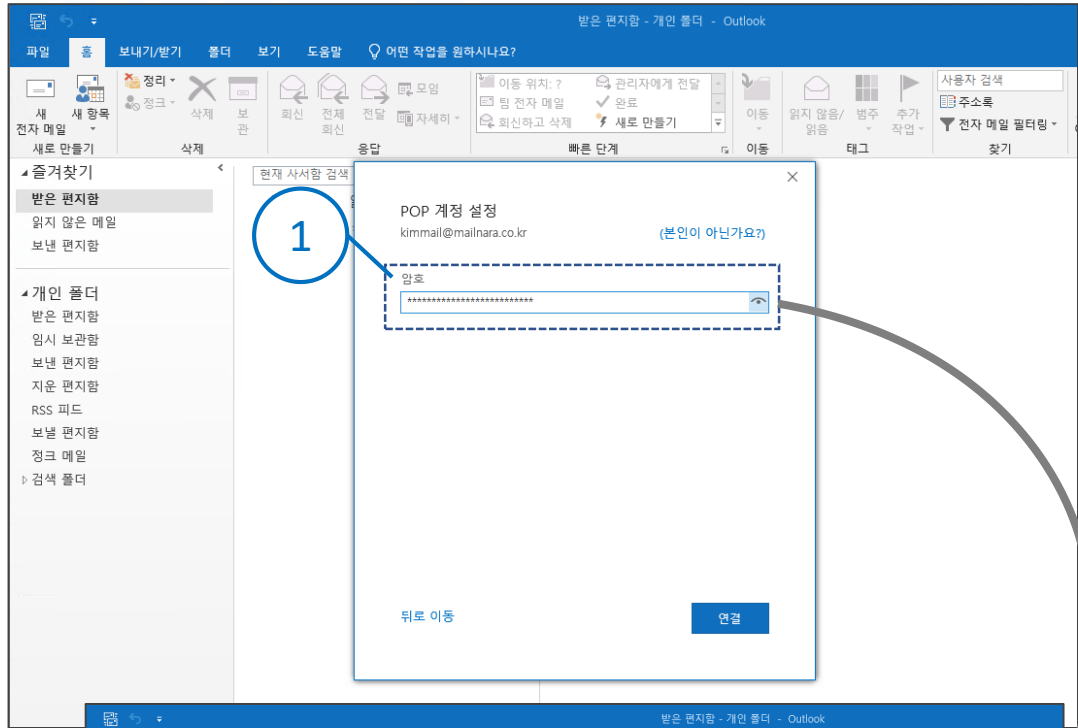 받은 편지함 - 개인 폴더 - Outlook
파일 홈 보내기/받기 폴더 보기 도움말 어떤 작업을 원하시나요?
새 전자 메일
새 항목
새로 만들기
정리
정크
삭제
삭제
보관
회신
전체 회신
전달
모임
자세히
응답
이동 위치: ?
팀 전자 메일
회신하고 삭제
관리자에게 전달
완료
새로 만들기
빠른 단계
이동
이동
읽지 않음/읽음
범주
추가 작업
태그
사용자 검색
주소록
전자 메일 필터링
찾기
즐겨찾기
받은 편지함
읽지 않은 메일
보낸 편지함
개인 폴더
받은 편지함
임시 보관함
보낸 편지함
지운 편지함
RSS 피드
보낼 편지함
정크 메일
검색 폴더
현재 사서함 검색
1
POP 계정 설정
kimmail@mailnara.co.kr (본인이 아닌가요?)
암호
**************************
뒤로 이동 연결
받은 편지함 - 개인 폴더 - Outlook